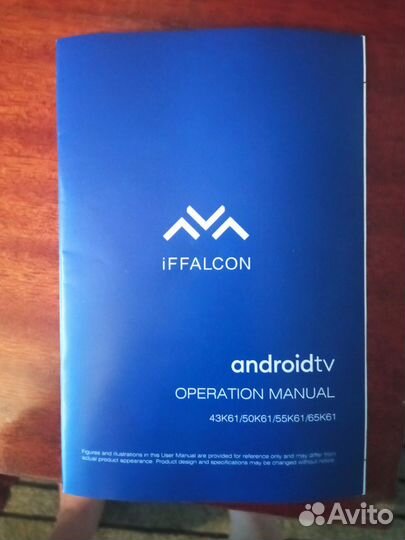 iFFALCON
androidtv
OPERATION MANUAL
43K61/50K61/55K61/65K61
Figures and illustrations in this User Manual are provided for reference only and may differ from
actual product appearance. Product design and specifications may be changed without notice.
Avito